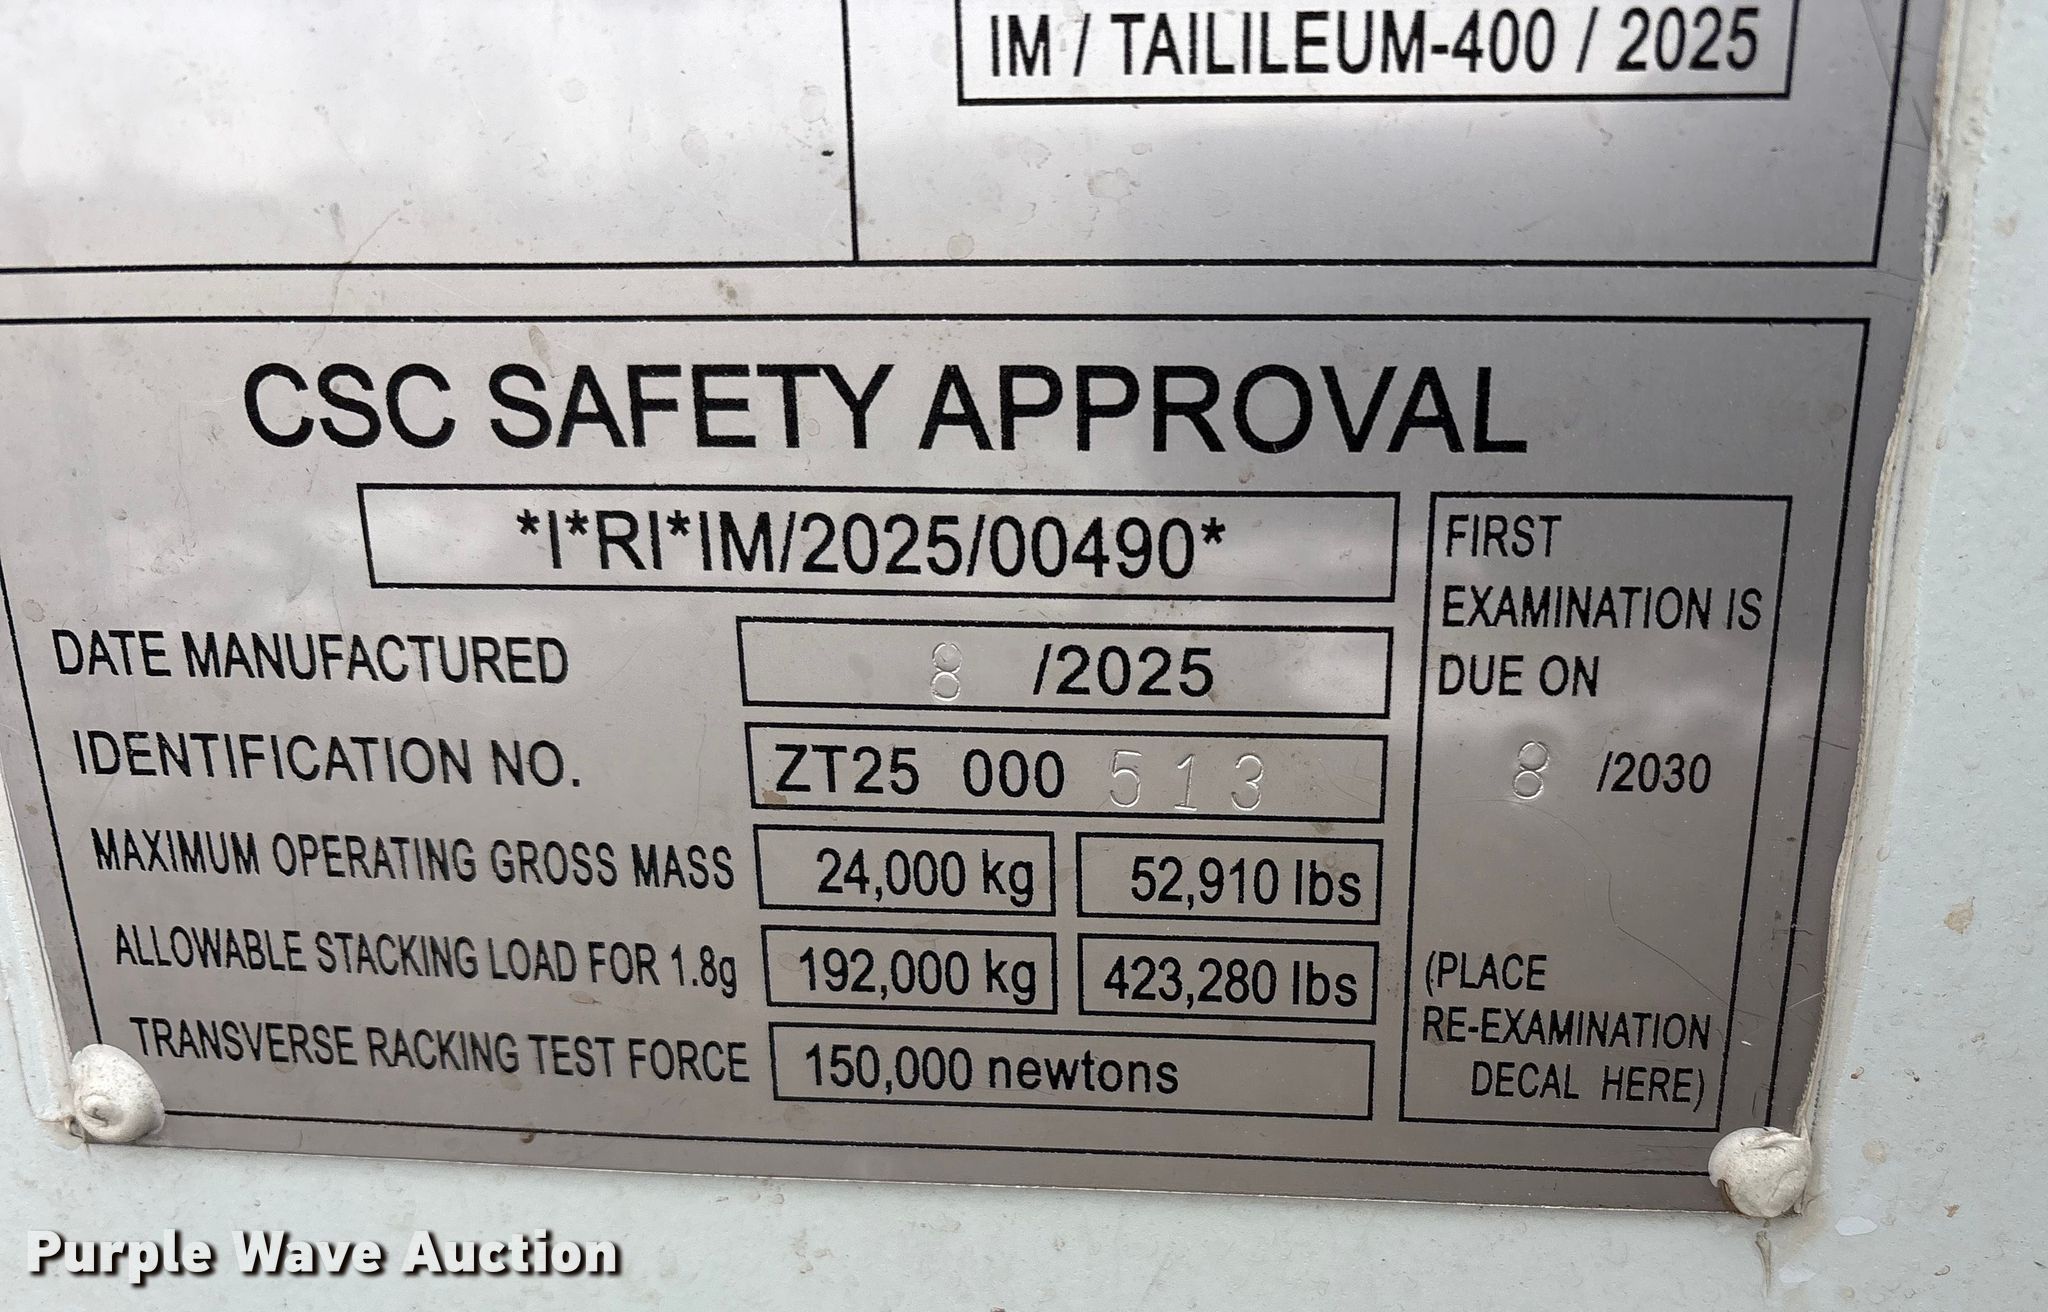 IM / TAILILEUM-400 / 2025
CSC SAFETY APPROVAL
*I*RI*IM/2025/00490*
DATE MANUFACTURED 8 /2025
IDENTIFICATION NO. ZT25 000 513
MAXIMUM OPERATING GROSS MASS 24,000 kg 52,910 lbs
ALLOWABLE STACKING LOAD FOR 1.8g 192,000 kg 423,280 lbs
TRANSVERSE RACKING TEST FORCE 150,000 newtons
FIRST
EXAMINATION IS
DUE ON
8 /2030
(PLACE
RE-EXAMINATION
DECAL HERE)
Purple Wave Auction